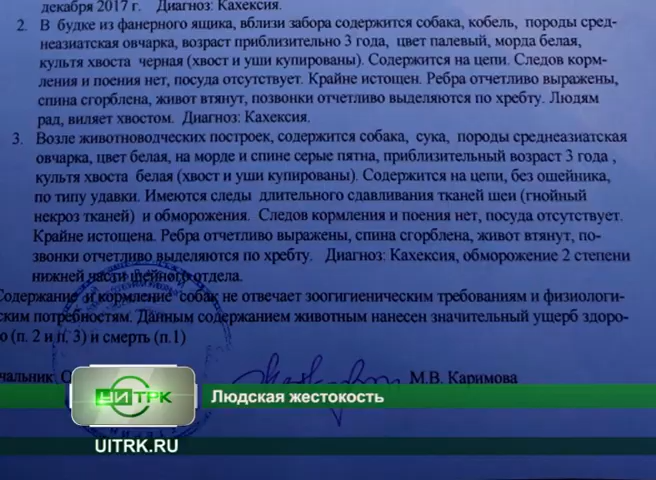 декабря 2017 г. Диагноз: Кахексия.
2. В будке из фанерного ящика, вблизи забора содержится собака, кобель, породы сред-
неазиатская овчарка, возраст приблизительно 3 года, цвет палевый, морда белая,
культя хвоста черная (хвост и уши купированы). Содержится на цепи. Следов корм-
ления и поения нет, посуда отсутствует. Крайне истощен. Ребра отчетливо выражены,
спина сгорблена, живот втянут, позвонки отчетливо выделяются по хребту. Людям
рад, виляет хвостом. Диагноз: Кахексия.
3. Возле животноводческих построек, содержится собака, сука, породы среднеазиатская
овчарка, цвет белая, на морде и спине серые пятна, приблизительный возраст 3 года ,
культя хвоста белая (хвост и уши купированы). Содержится на цепи, без ошейника,
по типу удавки. Имеются следы длительного сдавливания тканей шеи (гнойный
некроз тканей) и обморожения. Следов кормления и поения нет, посуда отсутствует.
Крайне истощена. Ребра отчетливо выражены, спина сгорблена, живот втянут, по-
звонки отчетливо выделяются по хребту. Диагноз: Кахексия, обморожение 2 степени
нижней части шейного отдела.
Содержание и кормление собак не отвечает зоогигиеническим требованиям и физиологи-
ским потребностям. Данным содержанием животным нанесен значительный ущерб здоро-
ю (п. 2 и п. 3) и смерть (п.1)
чальник С М.В. Каримова
УИТРК Людская жестокость
UITRK.RU